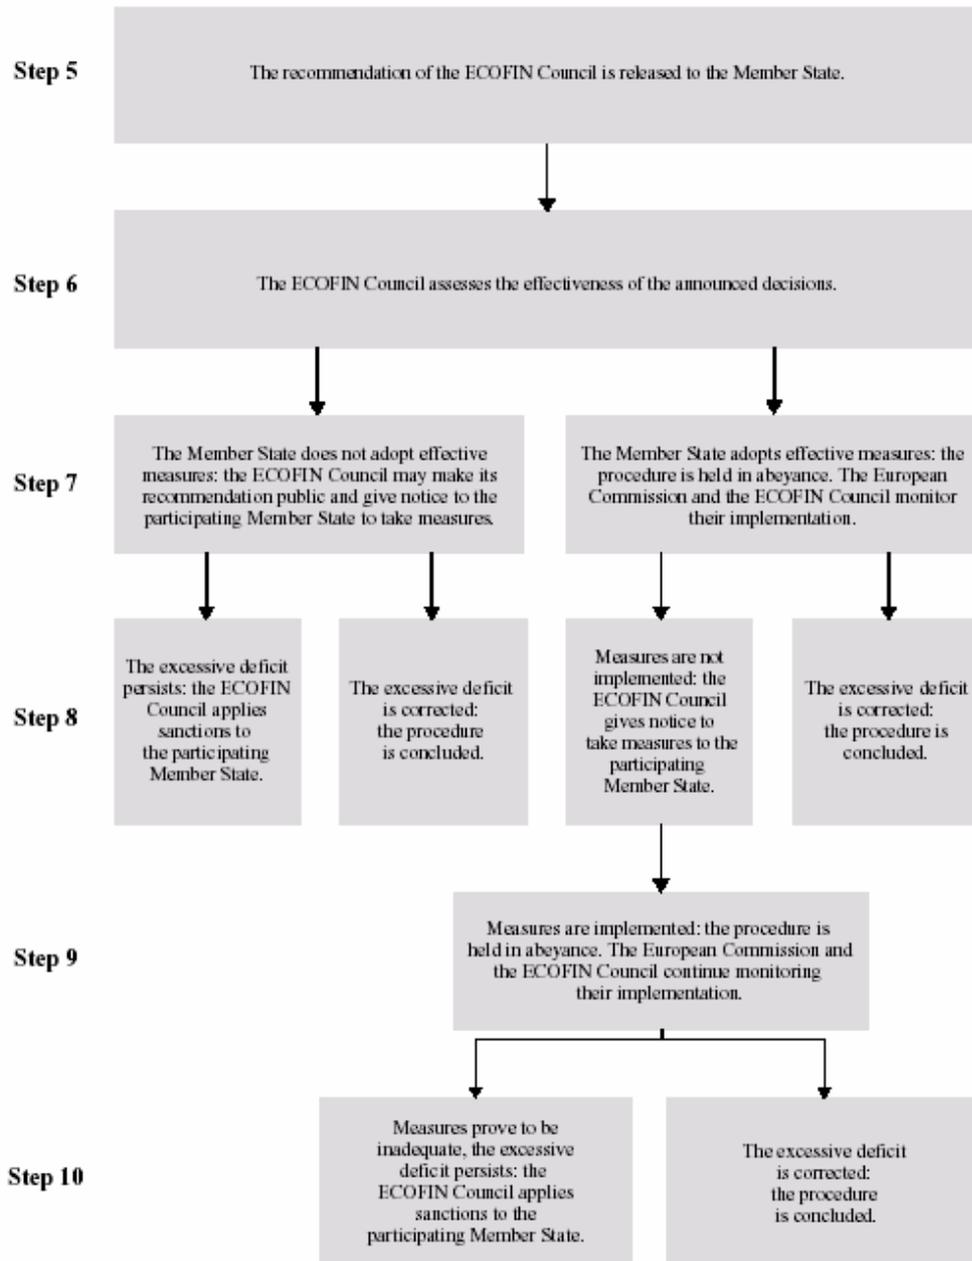 Step 5
The recommendation of the ECOFIN Council is released to the Member State.
Step 6
The ECOFIN Council assesses the effectiveness of the announced decisions.
Step 7
The Member State does not adopt effective
measures: the ECOFIN Council may make its
recommendation public and give notice to the
participating Member State to take measures.
The Member State adopts effective measures: the
procedure is held in abeyance. The European
Commission and the ECOFIN Council monitor
their implementation.
Step 8
The excessive deficit
persists: the ECOFIN
Council applies
sanctions to
the participating
Member State.
The excessive deficit
is corrected:
the procedure
is concluded.
Measures are not
implemented: the
ECOFIN Council
gives notice to
take measures to the
participating
Member State.
The excessive deficit
is corrected:
the procedure is
concluded.
Step 9
Measures are implemented: the procedure is
held in abeyance. The European Commission and
the ECOFIN Council continue monitoring
their implementation.
Step 10
Measures prove to be
inadequate, the excessive
deficit persists: the
ECOFIN Council applies
sanctions to the
participating Member State.
The excessive deficit
is corrected:
the procedure
is concluded.